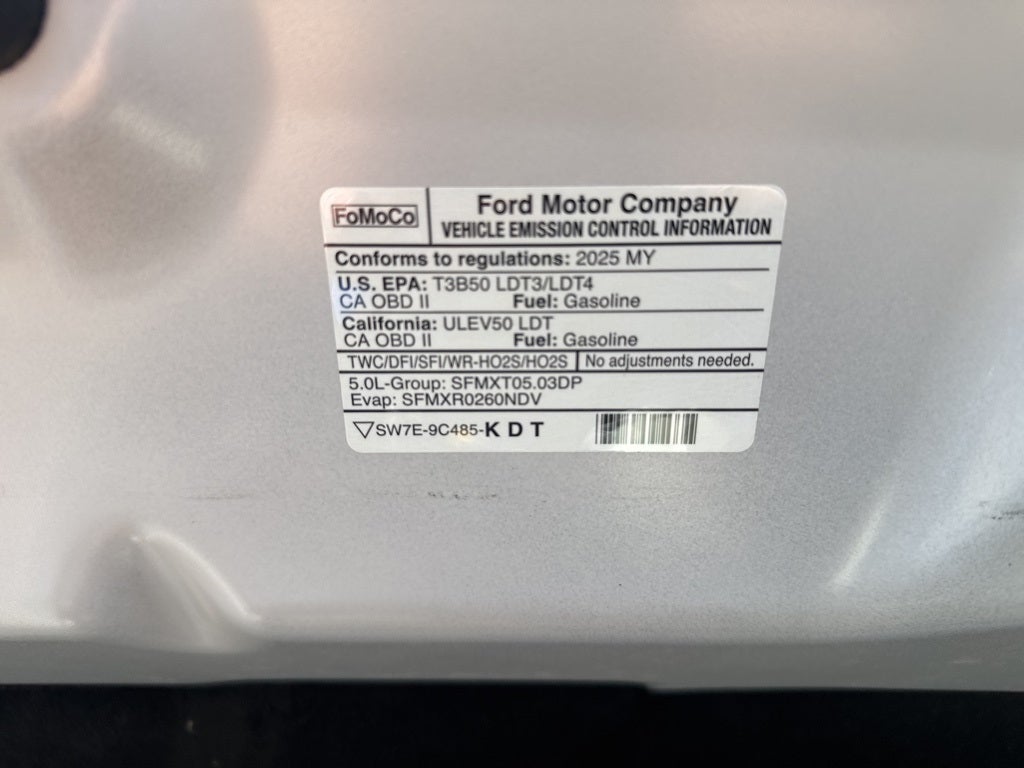 FoMoCo
Ford Motor Company
VEHICLE EMISSION CONTROL INFORMATION
Conforms to regulations: 2025 MY
U.S. EPA: T3B50 LDT3/LDT4
CA OBD II Fuel: Gasoline
California: ULEV50 LDT
CA OBD II Fuel: Gasoline
TWC/DFI/SFI/WR-HO2S/HO2S No adjustments needed.
5.0L-Group: SFMXT05.03DP
Evap: SFMXR0260NDV
SW7E-9C485-K D T